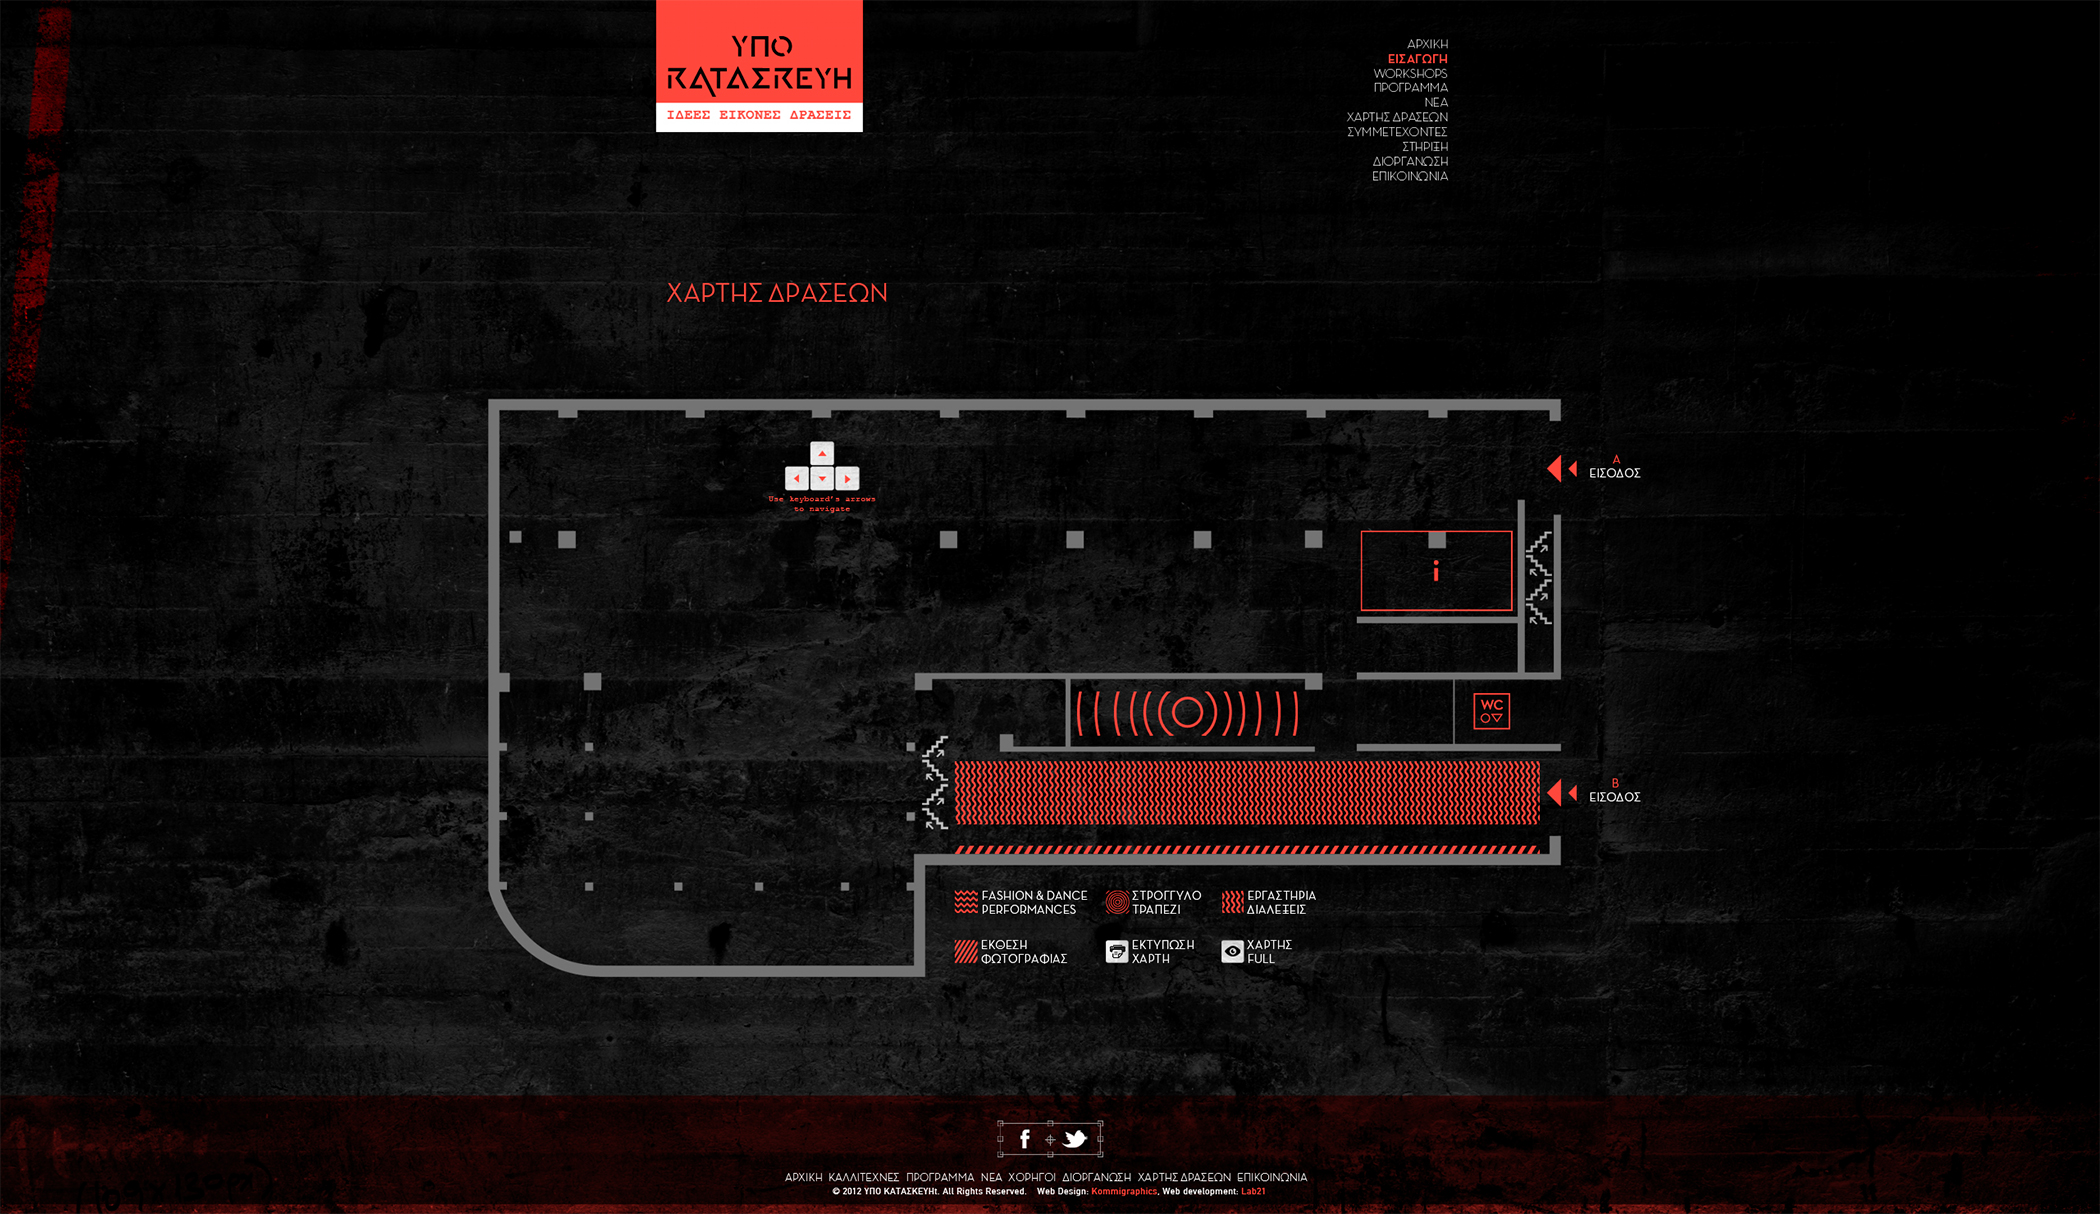 ΥΠΟ
ΚΑΤΑΣΚΕΥΗ
ΙΔΕΕΣ ΕΙΚΟΝΕΣ ΔΡΑΣΕΙΣ
ΑΡΧΙΚΗ
ΕΙΣΑΓΩΓΗ
WORKSHOPS
ΠΡΟΓΡΑΜΜΑ
ΝΕΑ
ΧΑΡΤΗΣ ΔΡΑΣΕΩΝ
ΣΥΜΜΕΤΕΧΟΝΤΕΣ
ΣΤΗΡΙΞΗ
ΔΙΟΡΓΑΝΩΣΗ
ΕΠΙΚΟΙΝΩΝΙΑ
ΧΑΡΤΗΣ ΔΡΑΣΕΩΝ
Use keyboard's arrows
to navigate
Α
ΕΙΣΟΔΟΣ
i
WC
Β
ΕΙΣΟΔΟΣ
FASHION & DANCE
PERFORMANCES
ΣΤΡΟΓΓΥΛΟ
ΤΡΑΠΕΖΙ
ΕΡΓΑΣΤΗΡΙΑ
ΔΙΑΛΕΞΕΙΣ
ΕΚΘΕΣΗ
ΦΩΤΟΓΡΑΦΙΑΣ
ΕΚΤΥΠΩΣΗ
ΧΑΡΤΗ
ΧΑΡΤΗΣ
FULL
ΑΡΧΙΚΗ ΚΑΛΛΙΤΕΧΝΕΣ ΠΡΟΓΡΑΜΜΑ ΝΕΑ ΧΟΡΗΓΟΙ ΔΙΟΡΓΑΝΩΣΗ ΧΑΡΤΗΣ ΔΡΑΣΕΩΝ ΕΠΙΚΟΙΝΩΝΙΑ
© 2012 ΥΠΟ ΚΑΤΑΣΚΕΥΗt. All Rights Reserved. Web Design: Kommigraphics, Web development: Lab21